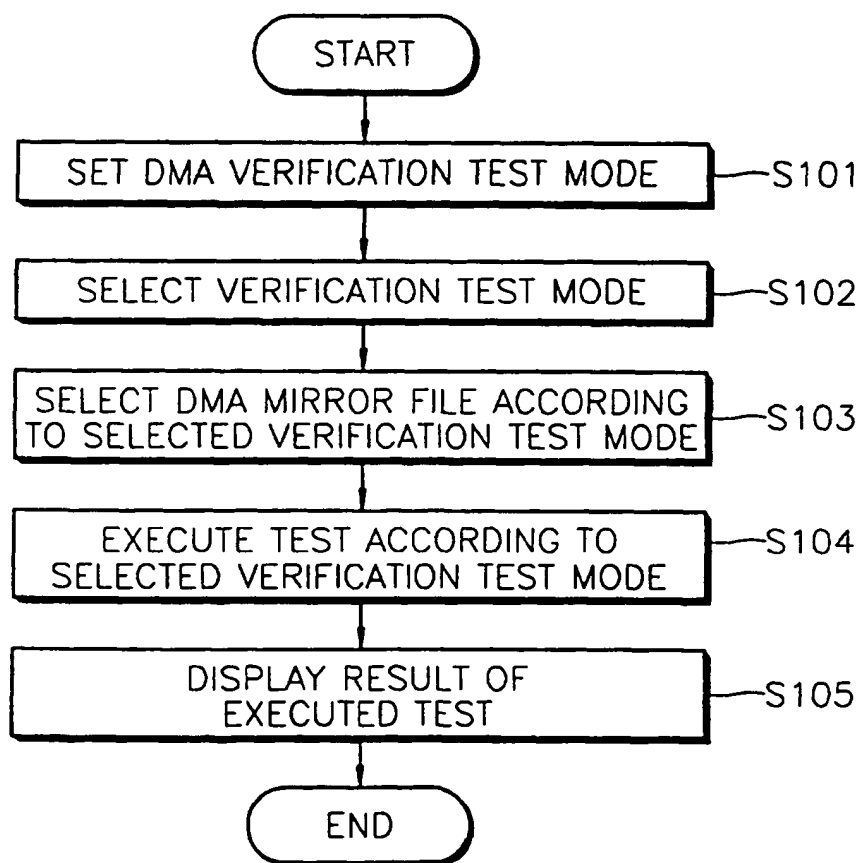 START
SET DMA VERIFICATION TEST MODE
S101
SELECT VERIFICATION TEST MODE
S102
SELECT DMA MIRROR FILE ACCORDING
TO SELECTED VERIFICATION TEST MODE
S103
EXECUTE TEST ACCORDING TO
SELECTED VERIFICATION TEST MODE
S104
DISPLAY RESULT OF
EXECUTED TEST
S105
END